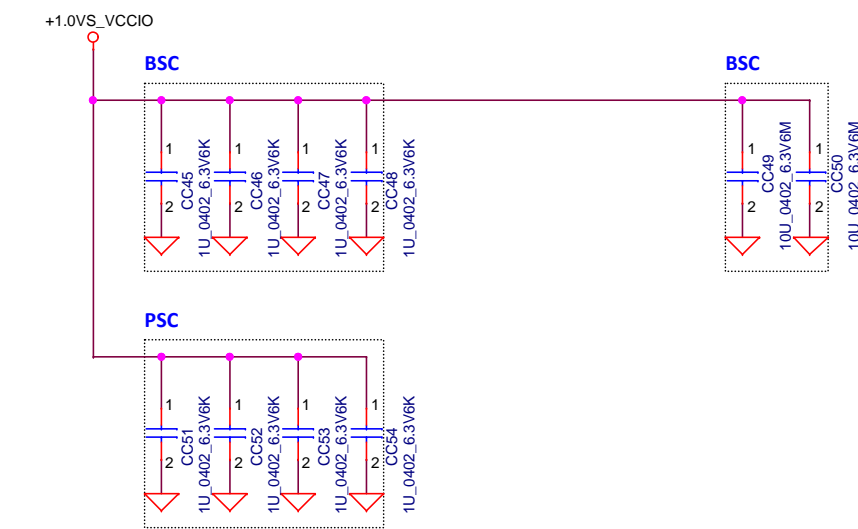 +1.0VS_VCCIO
BSC
BSC
1
1
1
1
1
1
CC45
1U_0402_6.3V6K
CC46
1U_0402_6.3V6K
CC47
1U_0402_6.3V6K
CC48
1U_0402_6.3V6K
CC49
10U_0402_6.3V6M
CC50
10U_0402_6.3V6M
2
2
2
2
2
2
PSC
1
1
1
1
CC51
1U_0402_6.3V6K
CC52
1U_0402_6.3V6K
CC53
1U_0402_6.3V6K
CC54
1U_0402_6.3V6K
2
2
2
2